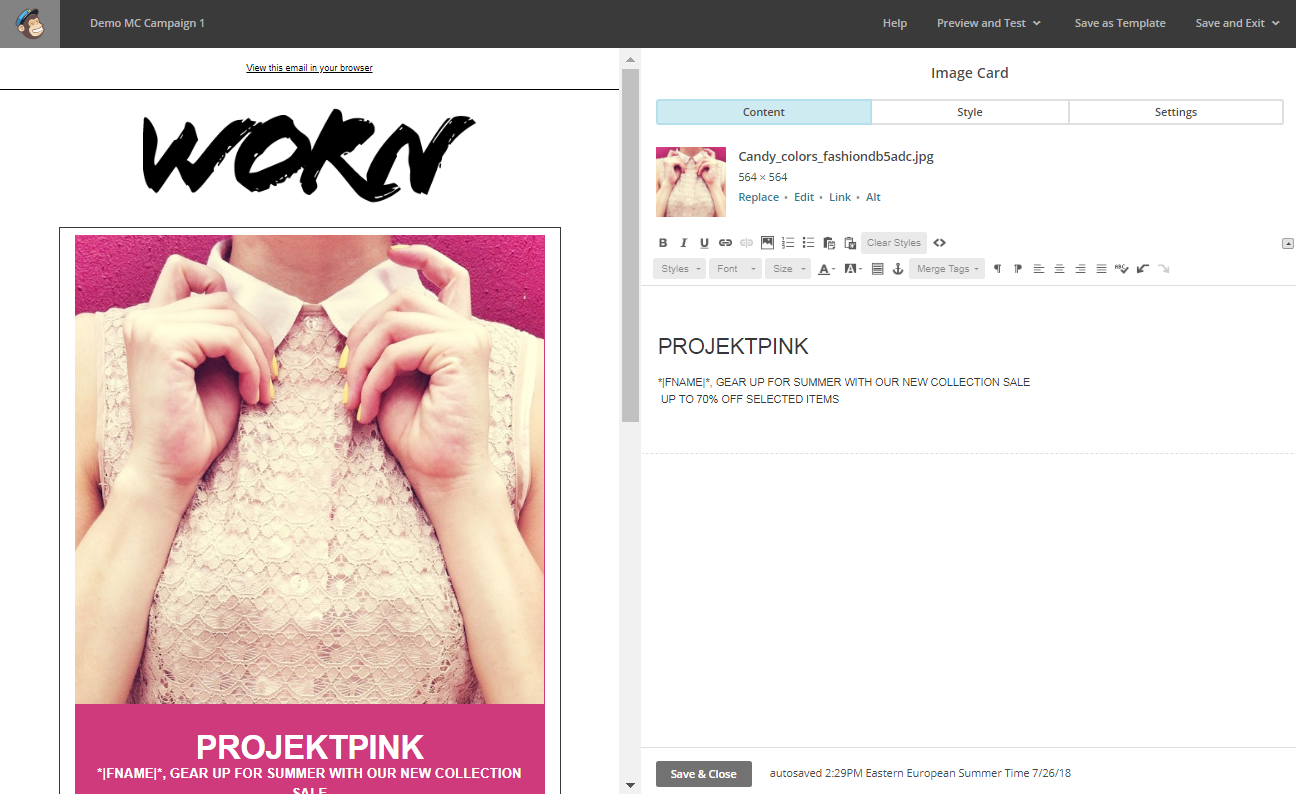 Demo MC Campaign 1
Help
Preview and Test
Save as Template
Save and Exit
View this email in your browser
WORN
PROJEKTPINK
*|FNAME|*, GEAR UP FOR SUMMER WITH OUR NEW COLLECTION
SALE
Image Card
Content
Style
Settings
Candy_colors_fashiondb5adc.jpg
564 × 564
Replace • Edit • Link • Alt
B I U Clear Styles
Styles Font Size A A Merge Tags ABC
PROJEKTPINK
*|FNAME|*, GEAR UP FOR SUMMER WITH OUR NEW COLLECTION SALE
UP TO 70% OFF SELECTED ITEMS
Save & Close
autosaved 2:29PM Eastern European Summer Time 7/26/18